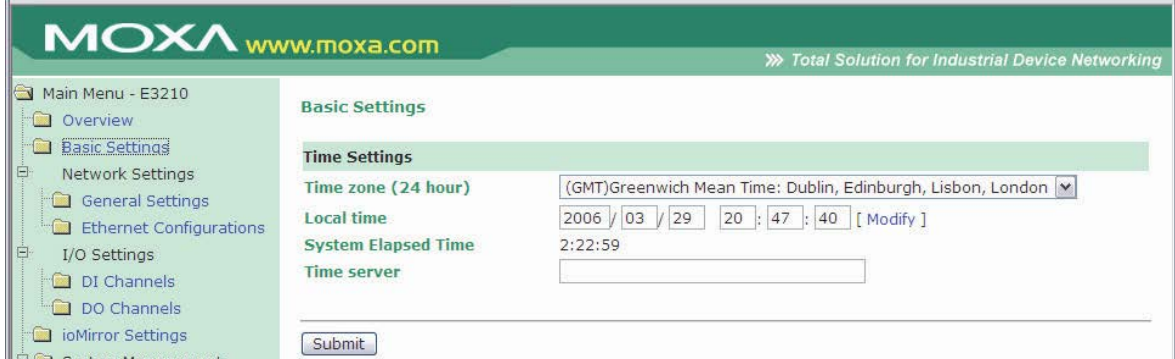 MOXA www.moxa.com
Total Solution for Industrial Device Networking
Main Menu - E3210
Overview
Basic Settings
Network Settings
General Settings
Ethernet Configurations
I/O Settings
DI Channels
DO Channels
ioMirror Settings
Basic Settings
Time Settings
Time zone (24 hour) (GMT)Greenwich Mean Time: Dublin, Edinburgh, Lisbon, London
Local time 2006 / 03 / 29 20 : 47 : 40 [ Modify ]
System Elapsed Time 2:22:59
Time server
Submit